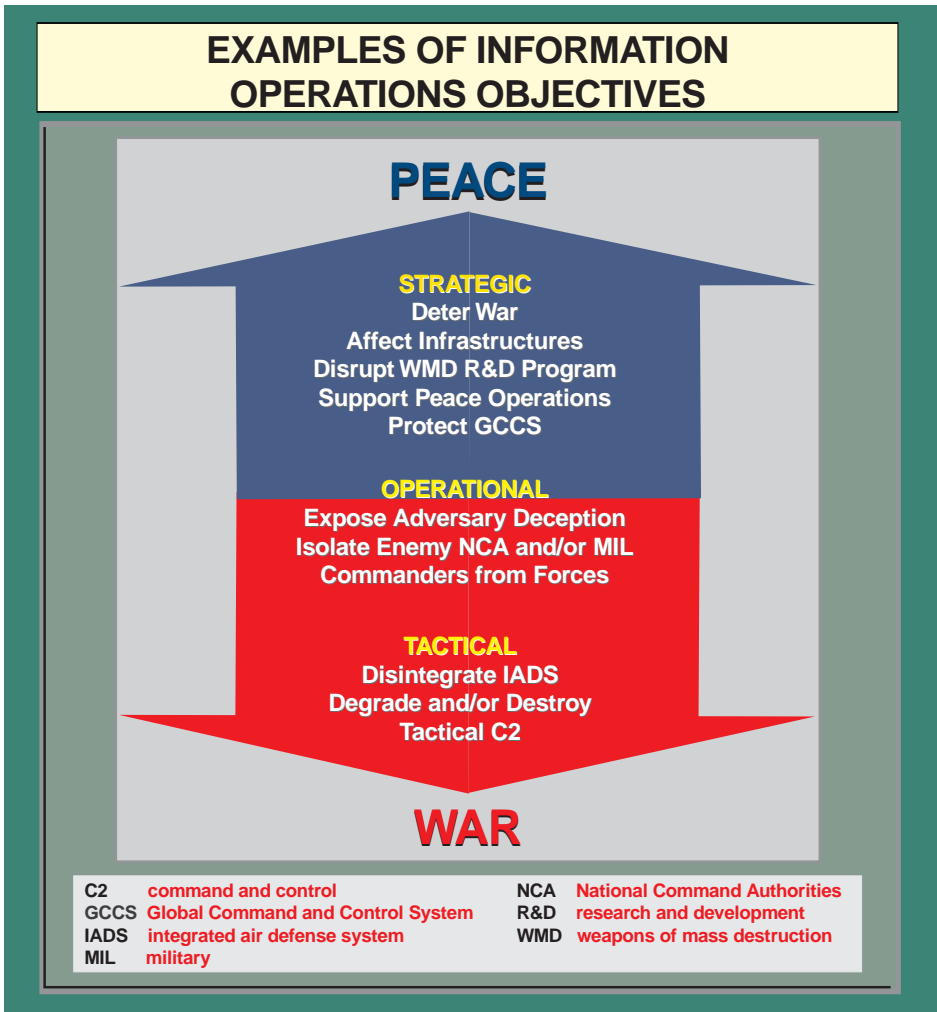 EXAMPLES OF INFORMATION
OPERATIONS OBJECTIVES
PEACE
STRATEGIC
Deter War
Affect Infrastructures
Disrupt WMD R&D Program
Support Peace Operations
Protect GCCS
OPERATIONAL
Expose Adversary Deception
Isolate Enemy NCA and/or MIL
Commanders from Forces
TACTICAL
Disintegrate IADS
Degrade and/or Destroy
Tactical C2
WAR
C2 command and control
GCCS Global Command and Control System
IADS integrated air defense system
MIL military
NCA National Command Authorities
R&D research and development
WMD weapons of mass destruction